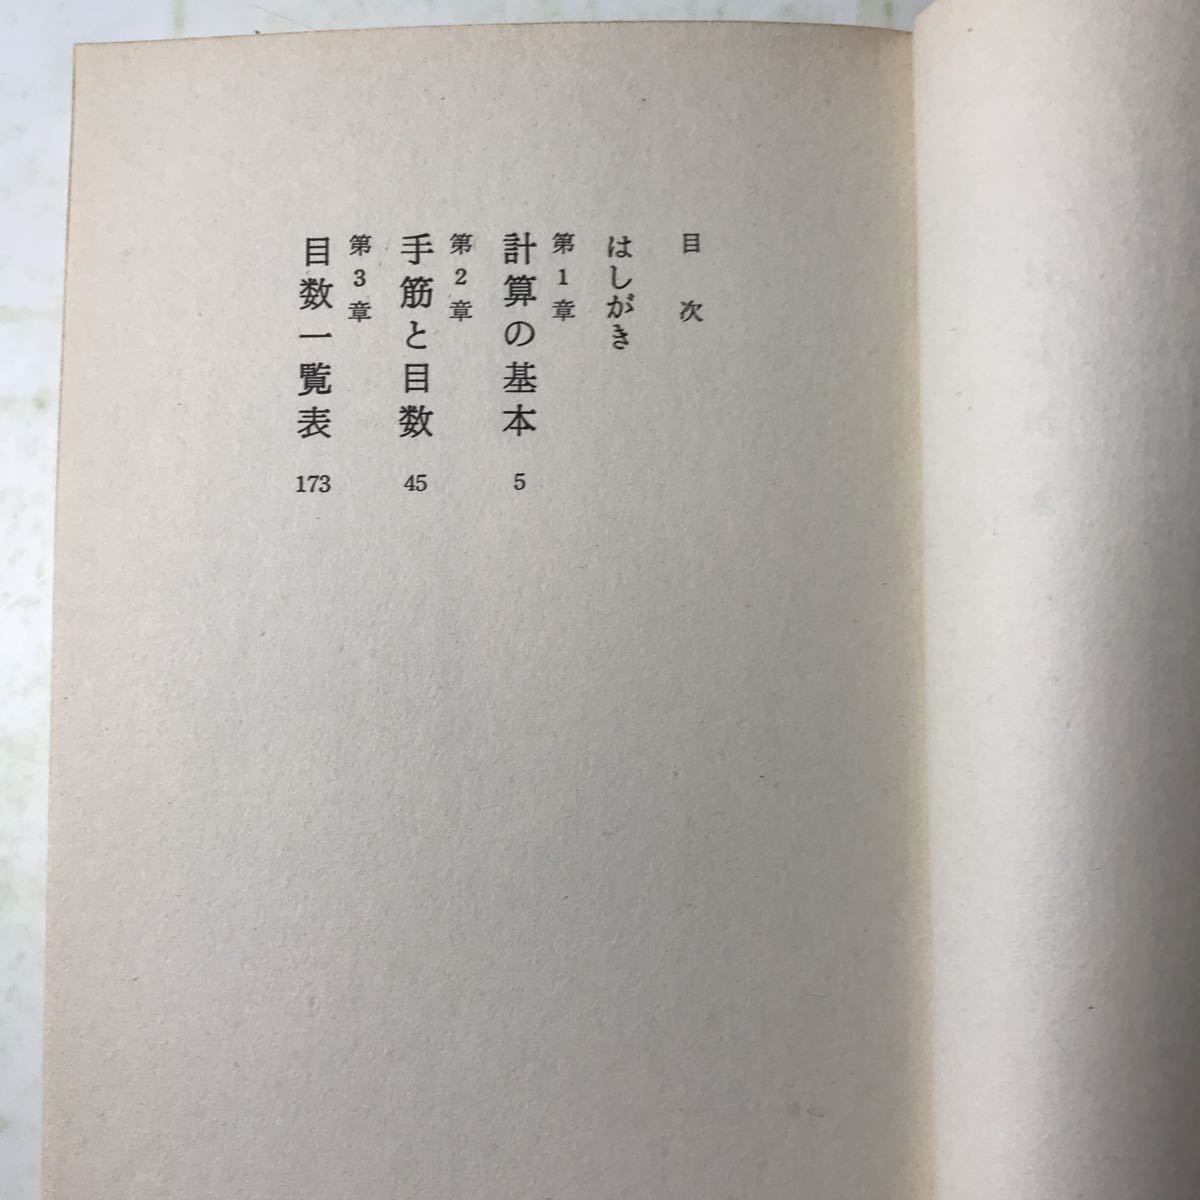 目次
はしがき
第1章
計算の基本 5
第2章
手筋と目数 45
第3章
目数一覧表 173